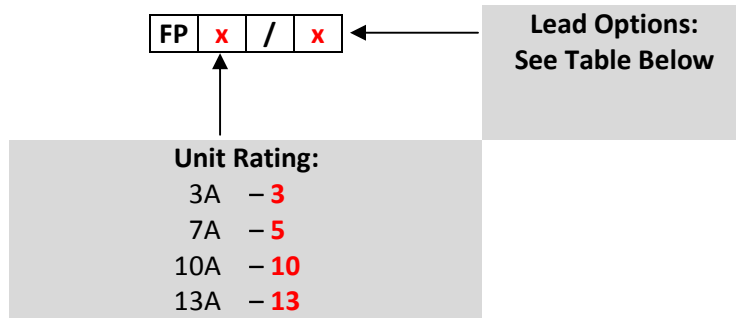 FP x / x
Lead Options:
See Table Below
Unit Rating:
3A – 3
7A – 5
10A – 10
13A – 13